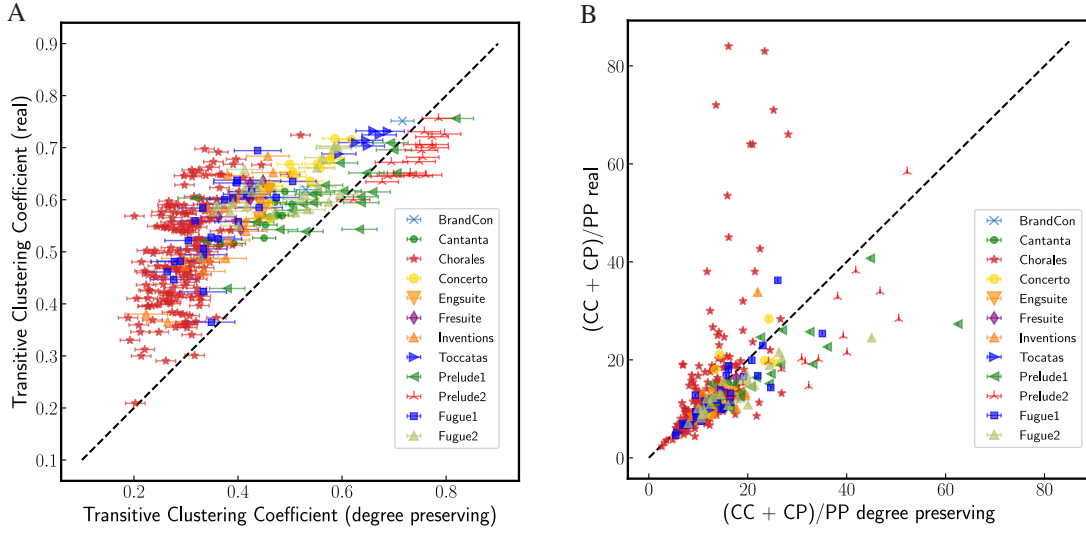 A
Transitive Clustering Coefficient (real)
0.9
0.8
0.7
0.6
0.5
0.4
0.3
0.2
0.1
0.2
0.4
0.6
0.8
Transitive Clustering Coefficient (degree preserving)
BrandCon
Cantanta
Chorales
Concerto
Engsuite
Fresuite
Inventions
Toccatas
Prelude1
Prelude2
Fugue1
Fugue2
B
(CC + CP)/PP real
80
60
40
20
0
0
20
40
60
80
(CC + CP)/PP degree preserving
BrandCon
Cantanta
Chorales
Concerto
Engsuite
Fresuite
Inventions
Tocatas
Prelude1
Prelude2
Fugue1
Fugue2